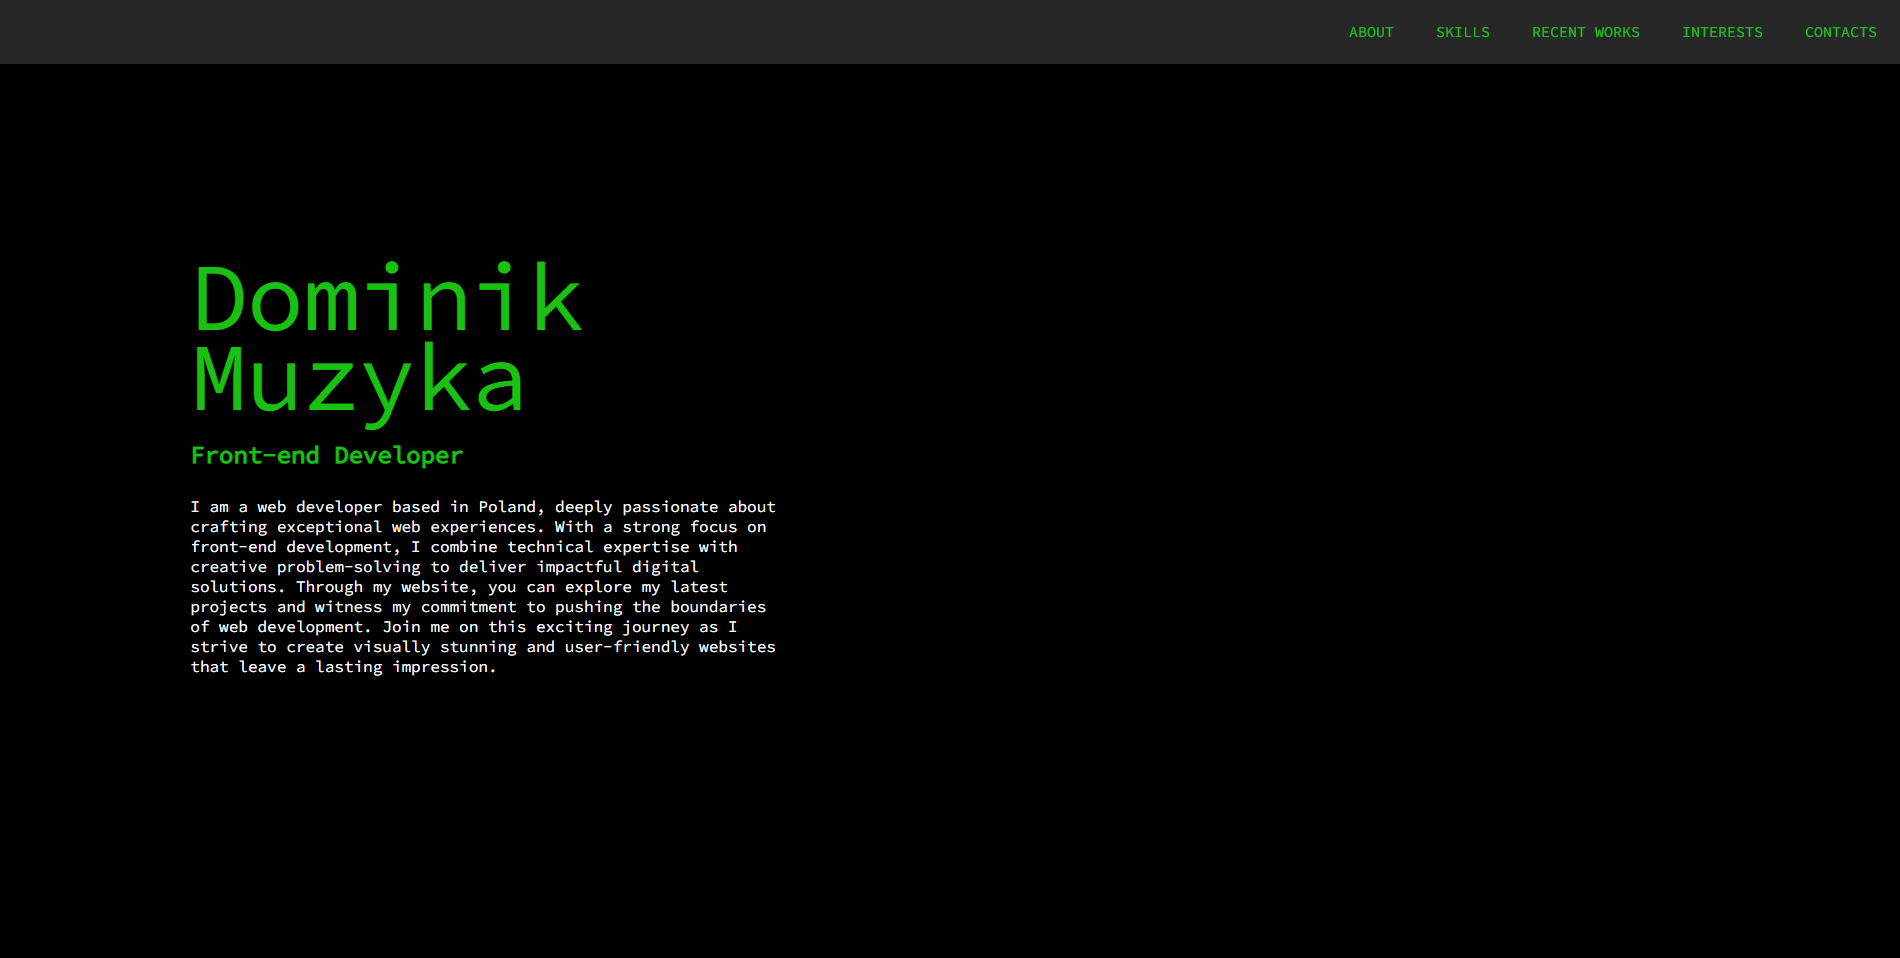 ABOUT SKILLS RECENT WORKS INTERESTS CONTACTS
Dominik
Muzyka
Front-end Developer
I am a web developer based in Poland, deeply passionate about
crafting exceptional web experiences. With a strong focus on
front-end development, I combine technical expertise with
creative problem-solving to deliver impactful digital
solutions. Through my website, you can explore my latest
projects and witness my commitment to pushing the boundaries
of web development. Join me on this exciting journey as I
strive to create visually stunning and user-friendly websites
that leave a lasting impression.